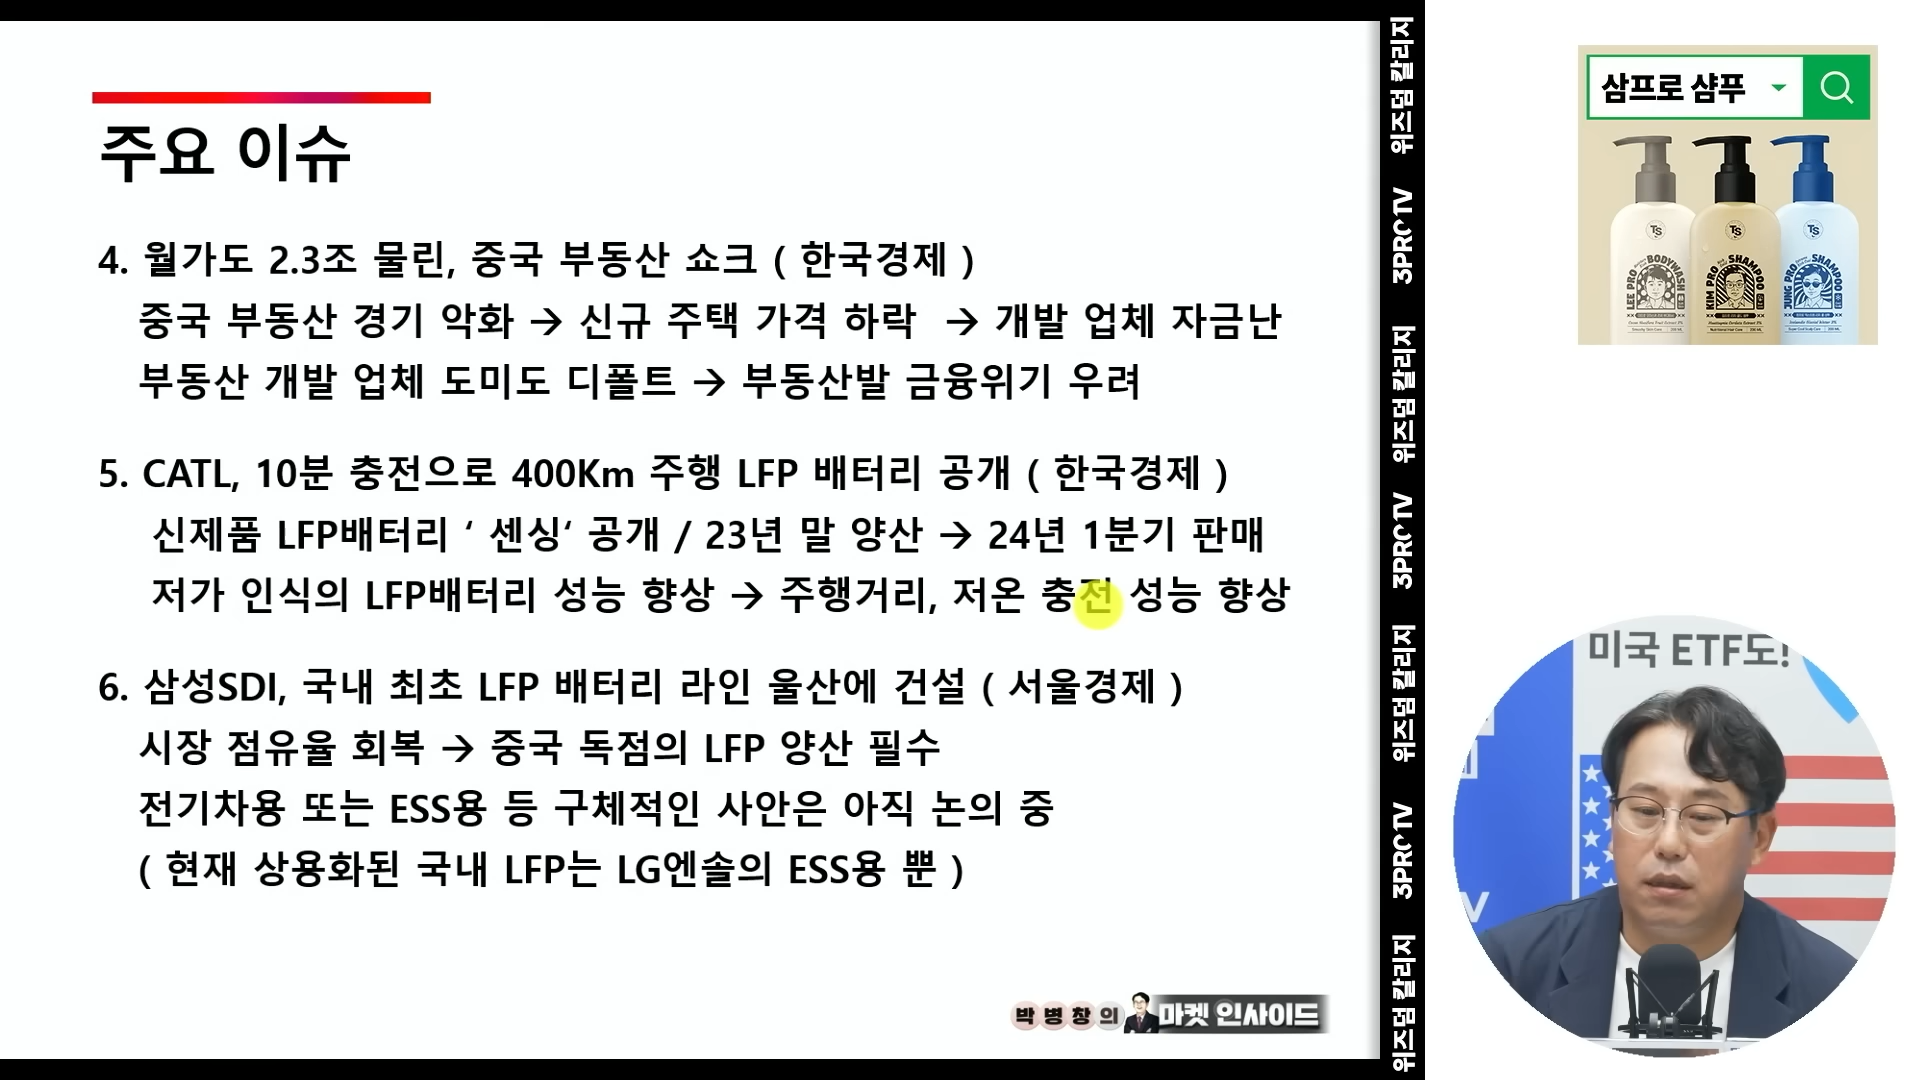 주요 이슈
4. 월가도 2.3조 물린, 중국 부동산 쇼크 ( 한국경제 )
중국 부동산 경기 악화 → 신규 주택 가격 하락 → 개발 업체 자금난
부동산 개발 업체 도미도 디폴트 → 부동산발 금융위기 우려
5. CATL, 10분 충전으로 400Km 주행 LFP 배터리 공개 ( 한국경제 )
신제품 LFP배터리 ‘ 센싱‘ 공개 / 23년 말 양산 → 24년 1분기 판매
저가 인식의 LFP배터리 성능 향상 → 주행거리, 저온 충전 성능 향상
6. 삼성SDI, 국내 최초 LFP 배터리 라인 울산에 건설 ( 서울경제 )
시장 점유율 회복 → 중국 독점의 LFP 양산 필수
전기차용 또는 ESS용 등 구체적인 사안은 아직 논의 중
( 현재 상용화된 국내 LFP는 LG엔솔의 ESS용 뿐 )
박병창의 마켓 인사이드
위즈덤 칼리지
3PROTV
위즈덤 칼리지
3PROTV
위즈덤 칼리지
3PROTV
위즈덤 칼리지
삼프로 샴푸
TS
TS
TS
LEE PRO BODYWASH
KIM PRO SHAMPOO
JUNG PRO SHAMPOO
미국 ETF도!
V